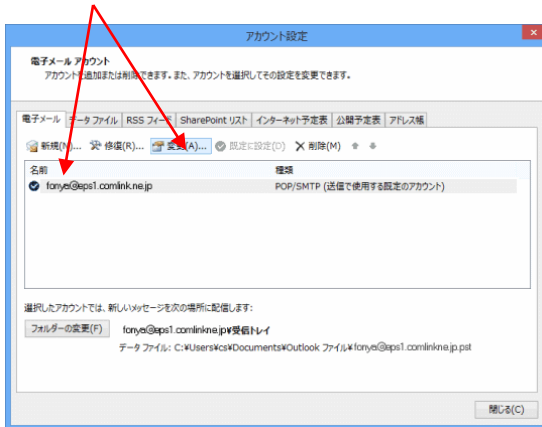 アカウント設定
電子メール アカウント
アカウントを追加または削除できます。また、アカウントを選択してその設定を変更できます。
電子メール データ ファイル RSS フィード SharePoint リスト インターネット予定表 公開予定表 アドレス帳
新規(N)... 修復(R)... 変更(A)... 既定に設定(D) 削除(M)
名前 種類
fonya@eps1.comlink.ne.jp POP/SMTP (送信で使用する既定のアカウント)
選択したアカウントでは、新しいメッセージを次の場所に配信します:
フォルダーの変更(F) fonya@eps1.comlinkne.jp¥受信トレイ
データ ファイル: C:¥Users¥cs¥Documents¥Outlook ファイル¥fonya@eps1.comlinkne.jp.pst
閉じる(C)